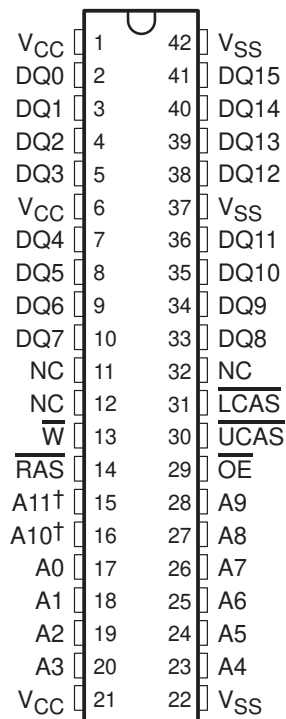 VCC 1 42 VSS
DQ0 2 41 DQ15
DQ1 3 40 DQ14
DQ2 4 39 DQ13
DQ3 5 38 DQ12
VCC 6 37 VSS
DQ4 7 36 DQ11
DQ5 8 35 DQ10
DQ6 9 34 DQ9
DQ7 10 33 DQ8
NC 11 32 NC
NC 12 31 L̅C̅A̅S̅
W̅ 13 30 U̅C̅A̅S̅
R̅A̅S̅ 14 29 O̅E̅
A11† 15 28 A9
A10† 16 27 A8
A0 17 26 A7
A1 18 25 A6
A2 19 24 A5
A3 20 23 A4
VCC 21 22 VSS